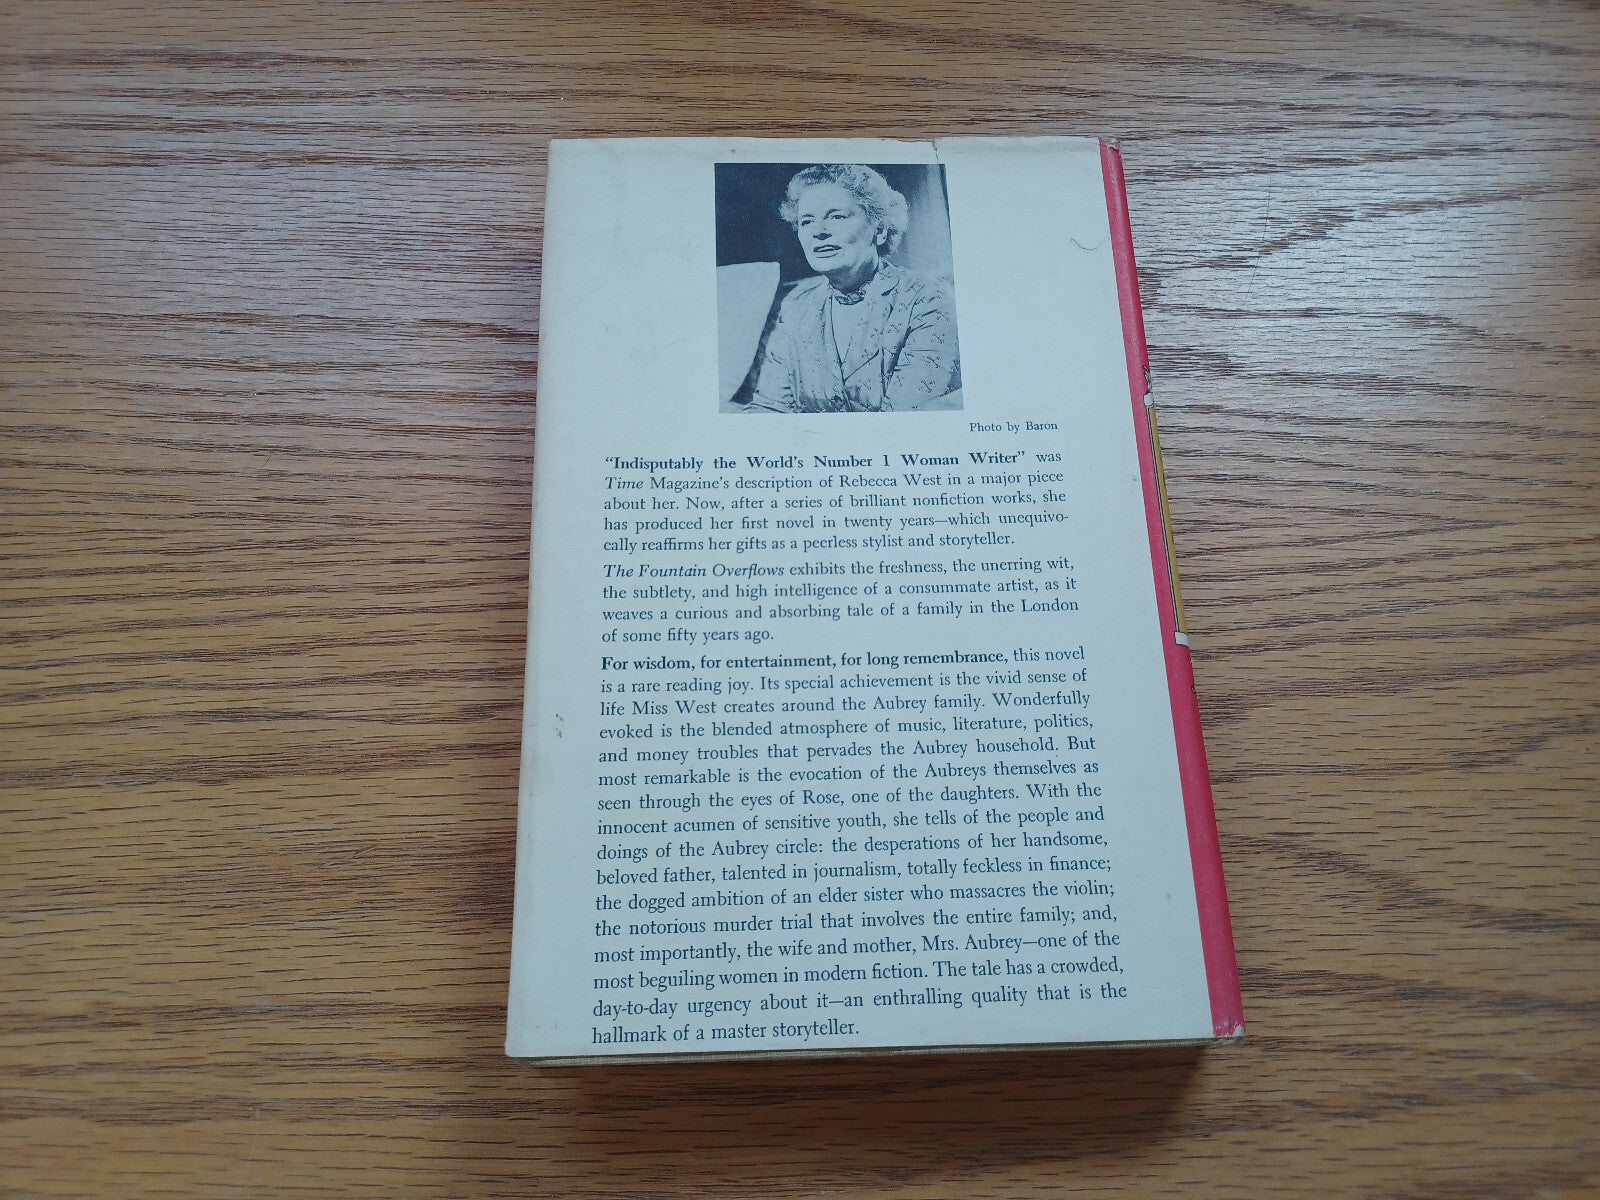 Photo by Baron
“Indisputably the World’s Number 1 Woman Writer” was
Time Magazine’s description of Rebecca West in a major piece
about her. Now, after a series of brilliant nonfiction works, she
has produced her first novel in twenty years—which unequivo-
cally reaffirms her gifts as a peerless stylist and storyteller.
The Fountain Overflows exhibits the freshness, the unerring wit,
the subtlety, and high intelligence of a consummate artist, as it
weaves a curious and absorbing tale of a family in the London
of some fifty years ago.
For wisdom, for entertainment, for long remembrance, this novel
is a rare reading joy. Its special achievement is the vivid sense of
life Miss West creates around the Aubrey family. Wonderfully
evoked is the blended atmosphere of music, literature, politics,
and money troubles that pervades the Aubrey household. But
most remarkable is the evocation of the Aubreys themselves as
seen through the eyes of Rose, one of the daughters. With the
innocent acumen of sensitive youth, she tells of the people and
doings of the Aubrey circle: the desperations of her handsome,
beloved father, talented in journalism, totally feckless in finance;
the dogged ambition of an elder sister who massacres the violin;
the notorious murder trial that involves the entire family; and,
most importantly, the wife and mother, Mrs. Aubrey—one of the
most beguiling women in modern fiction. The tale has a crowded,
day-to-day urgency about it—an enthralling quality that is the
hallmark of a master storyteller.